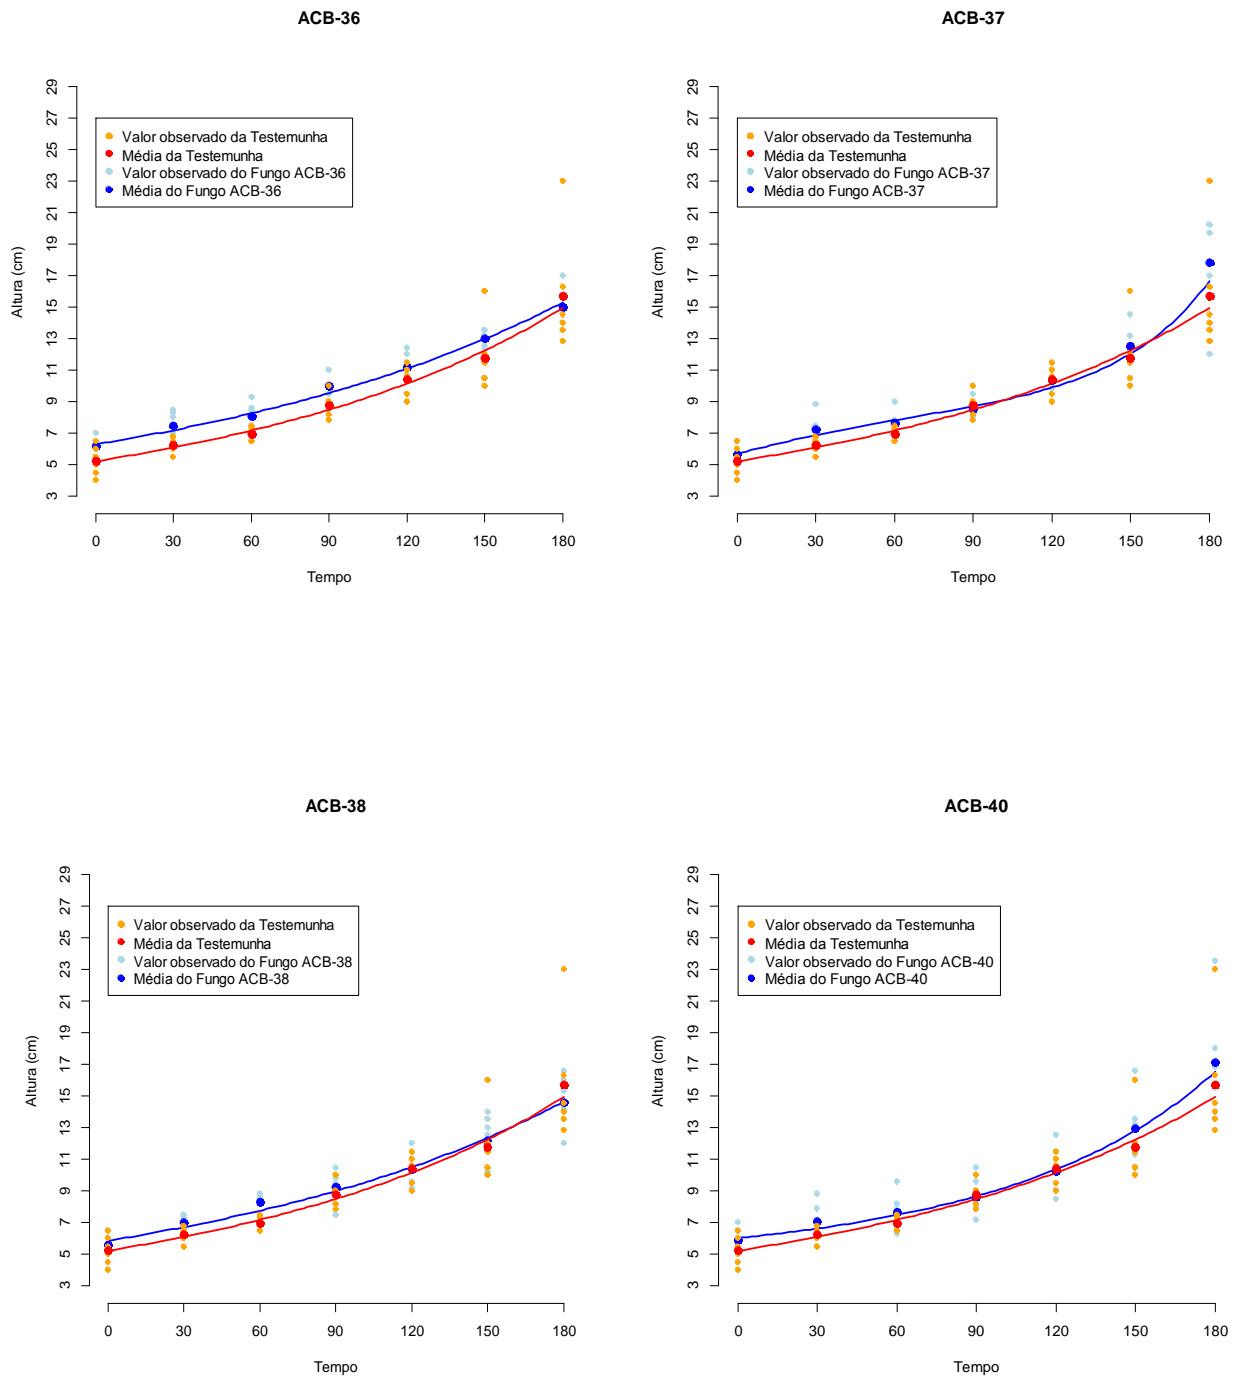 ACB-36
Altura (cm)
29
27
25
23
21
19
17
15
13
11
9
7
5
3
Valor observado da Testemunha
Média da Testemunha
Valor observado do Fungo ACB-36
Média do Fungo ACB-36
0 30 60 90 120 150 180
Tempo
ACB-37
Altura (cm)
29
27
25
23
21
19
17
15
13
11
9
7
5
3
Valor observado da Testemunha
Média da Testemunha
Valor observado do Fungo ACB-37
Média do Fungo ACB-37
0 30 60 90 120 150 180
Tempo
ACB-38
Altura (cm)
29
27
25
23
21
19
17
15
13
11
9
7
5
3
Valor observado da Testemunha
Média da Testemunha
Valor observado do Fungo ACB-38
Média do Fungo ACB-38
0 30 60 90 120 150 180
Tempo
ACB-40
Altura (cm)
29
27
25
23
21
19
17
15
13
11
9
7
5
3
Valor observado da Testemunha
Média da Testemunha
Valor observado do Fungo ACB-40
Média do Fungo ACB-40
0 30 60 90 120 150 180
Tempo